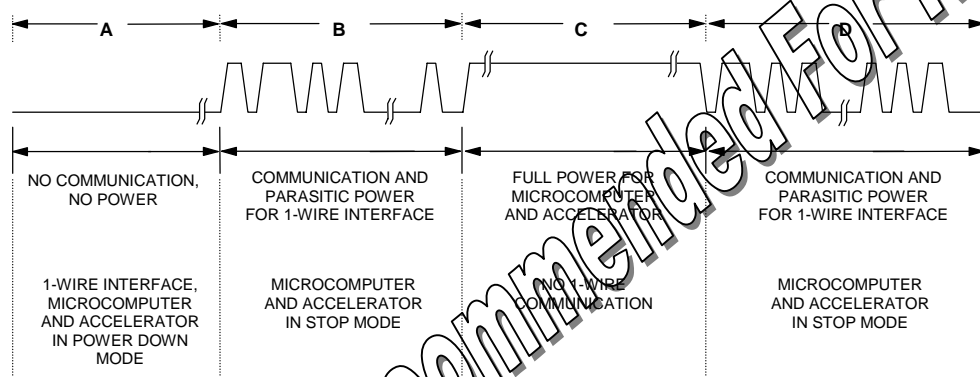 A B C D
NO COMMUNICATION,
NO POWER
COMMUNICATION AND
PARASITIC POWER
FOR 1-WIRE INTERFACE
FULL POWER FOR
MICROCOMPUTER
AND ACCELERATOR
COMMUNICATION AND
PARASITIC POWER
FOR 1-WIRE INTERFACE
1-WIRE INTERFACE,
MICROCOMPUTER
AND ACCELERATOR
IN POWER DOWN
MODE
MICROCOMPUTER
AND ACCELERATOR
IN STOP MODE
NO 1-WIRE
COMMUNICATION
MICROCOMPUTER
AND ACCELERATOR
IN STOP MODE